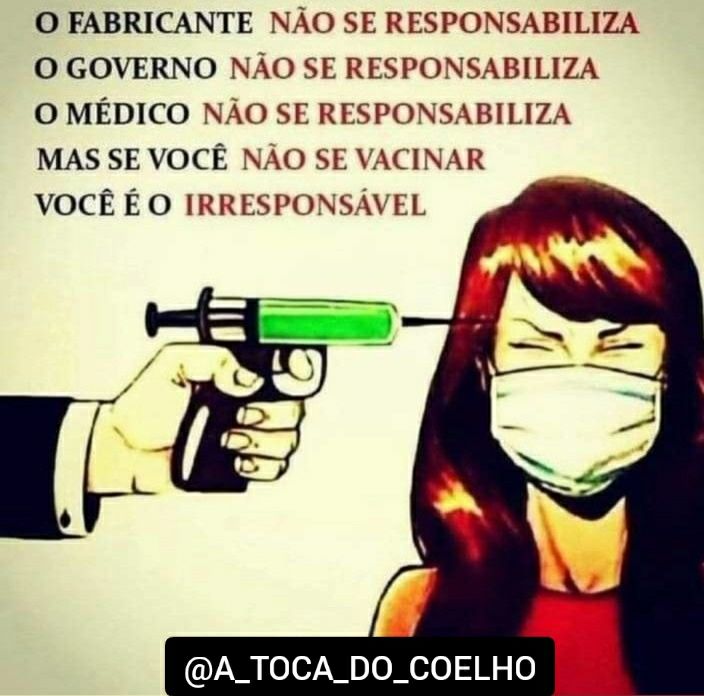 O FABRICANTE NÃO SE RESPONSABILIZA
O GOVERNO NÃO SE RESPONSABILIZA
O MÉDICO NÃO SE RESPONSABILIZA
MAS SE VOCÊ NÃO SE VACINAR
VOCÊ É O IRRESPONSÁVEL
@A_TOCA_DO_COELHO